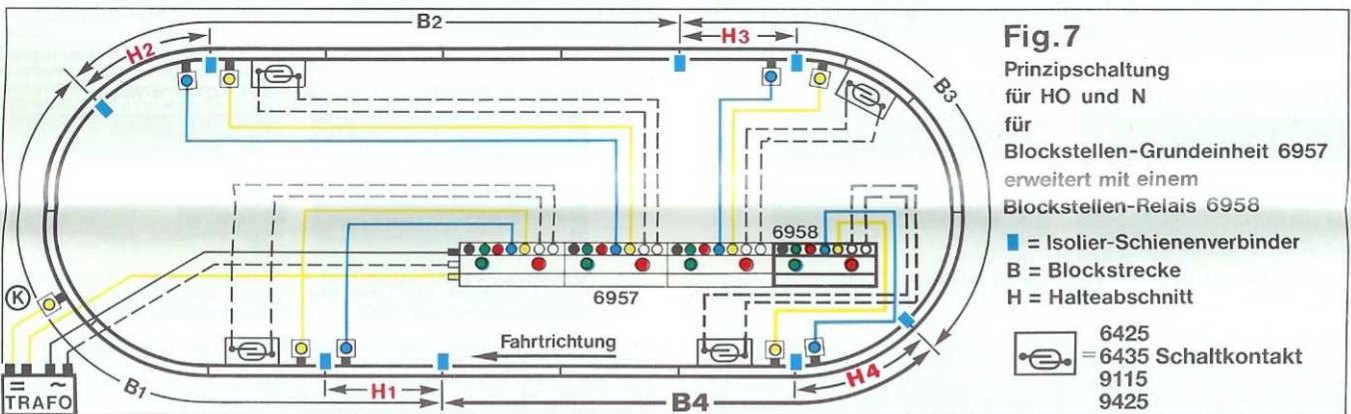 B2
H2
H3
B3
Fig.7
Prinzipschaltung
für HO und N
für
Blockstellen-Grundeinheit 6957
erweitert mit einem
Blockstellen-Relais 6958
= Isolier-Schienenverbinder
B = Blockstrecke
H = Halteabschnitt
6425
= 6435 Schaltkontakt
9115
9425
6958
6957
K
Fahrtrichtung
= ~
TRAFO
B1
H1
B4
H4